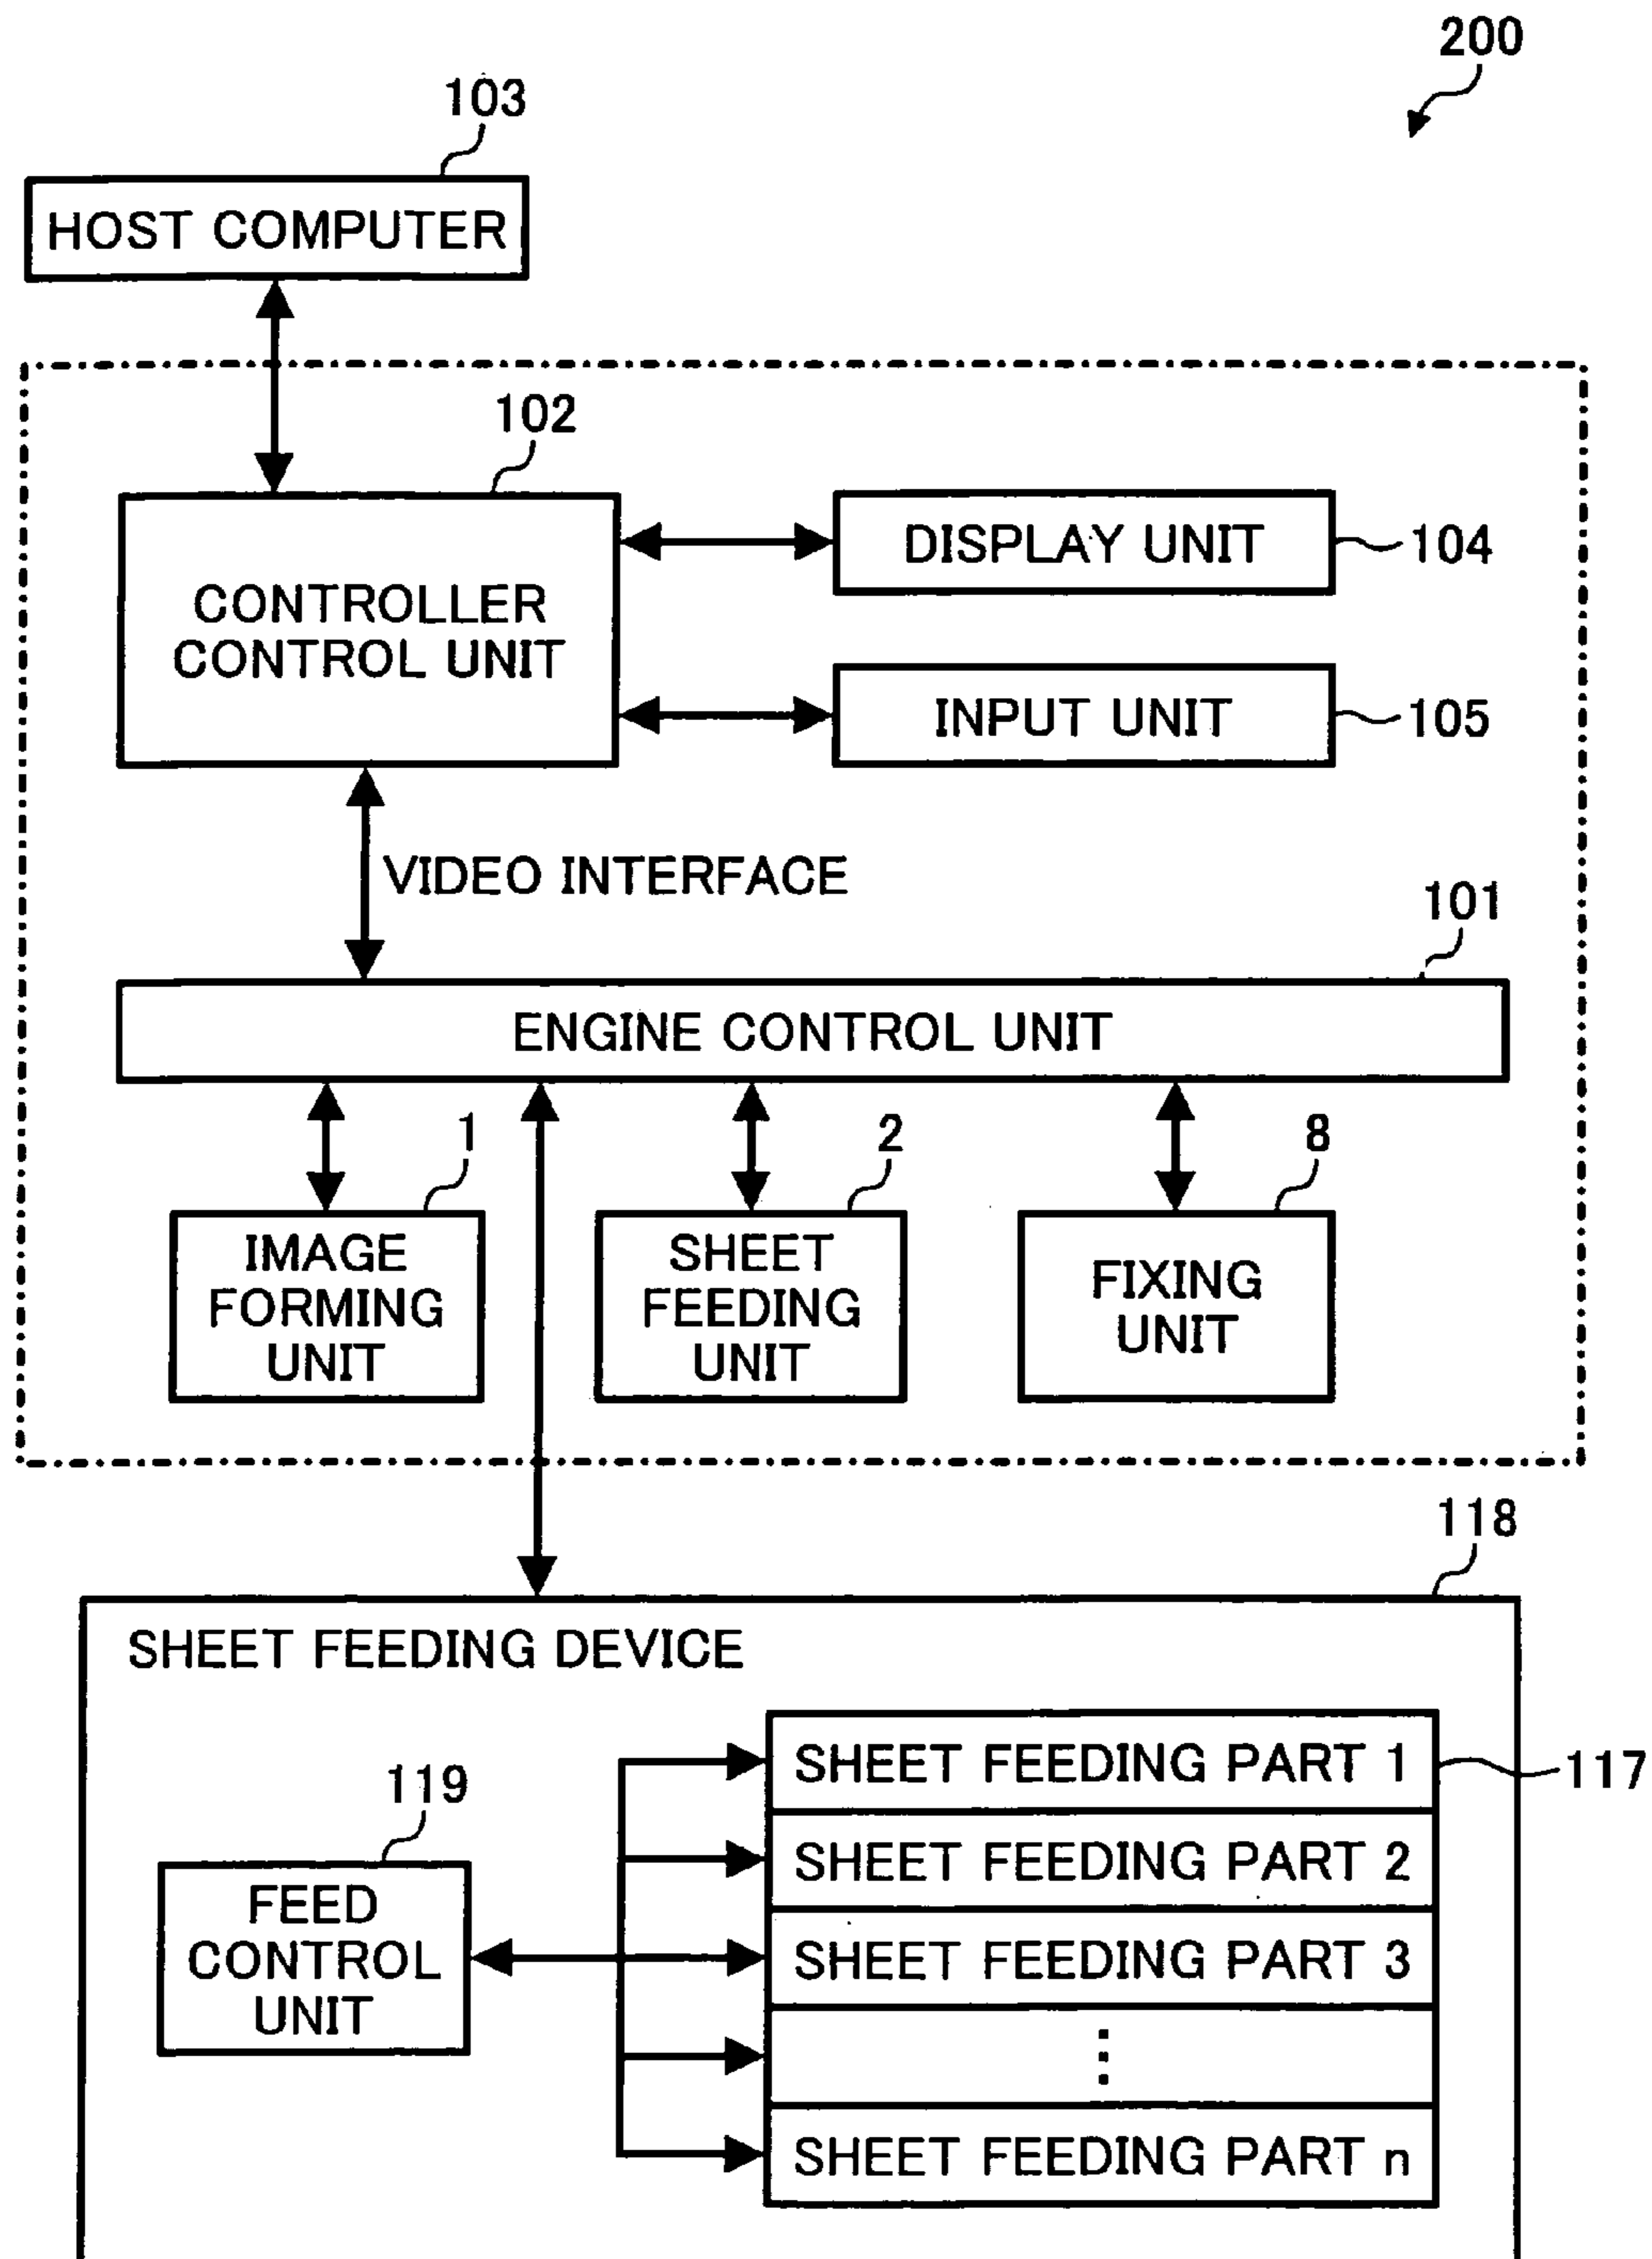 200
103
HOST COMPUTER
102
CONTROLLER
CONTROL UNIT
DISPLAY UNIT
104
INPUT UNIT
105
VIDEO INTERFACE
101
ENGINE CONTROL UNIT
1
IMAGE
FORMING
UNIT
2
SHEET
FEEDING
UNIT
8
FIXING
UNIT
118
SHEET FEEDING DEVICE
119
FEED
CONTROL
UNIT
SHEET FEEDING PART 1
117
SHEET FEEDING PART 2
SHEET FEEDING PART 3
⋮
SHEET FEEDING PART n